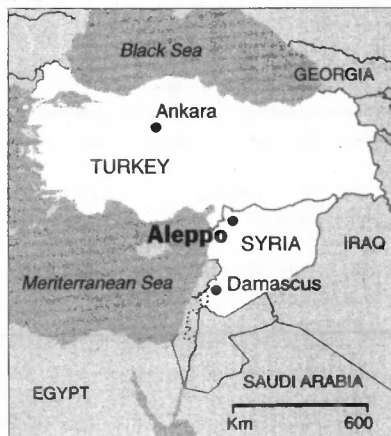 Black Sea
GEORGIA
Ankara
TURKEY
Aleppo
SYRIA
IRAQ
Meriterranean Sea
Damascus
EGYPT
SAUDI ARABIA
Km 600